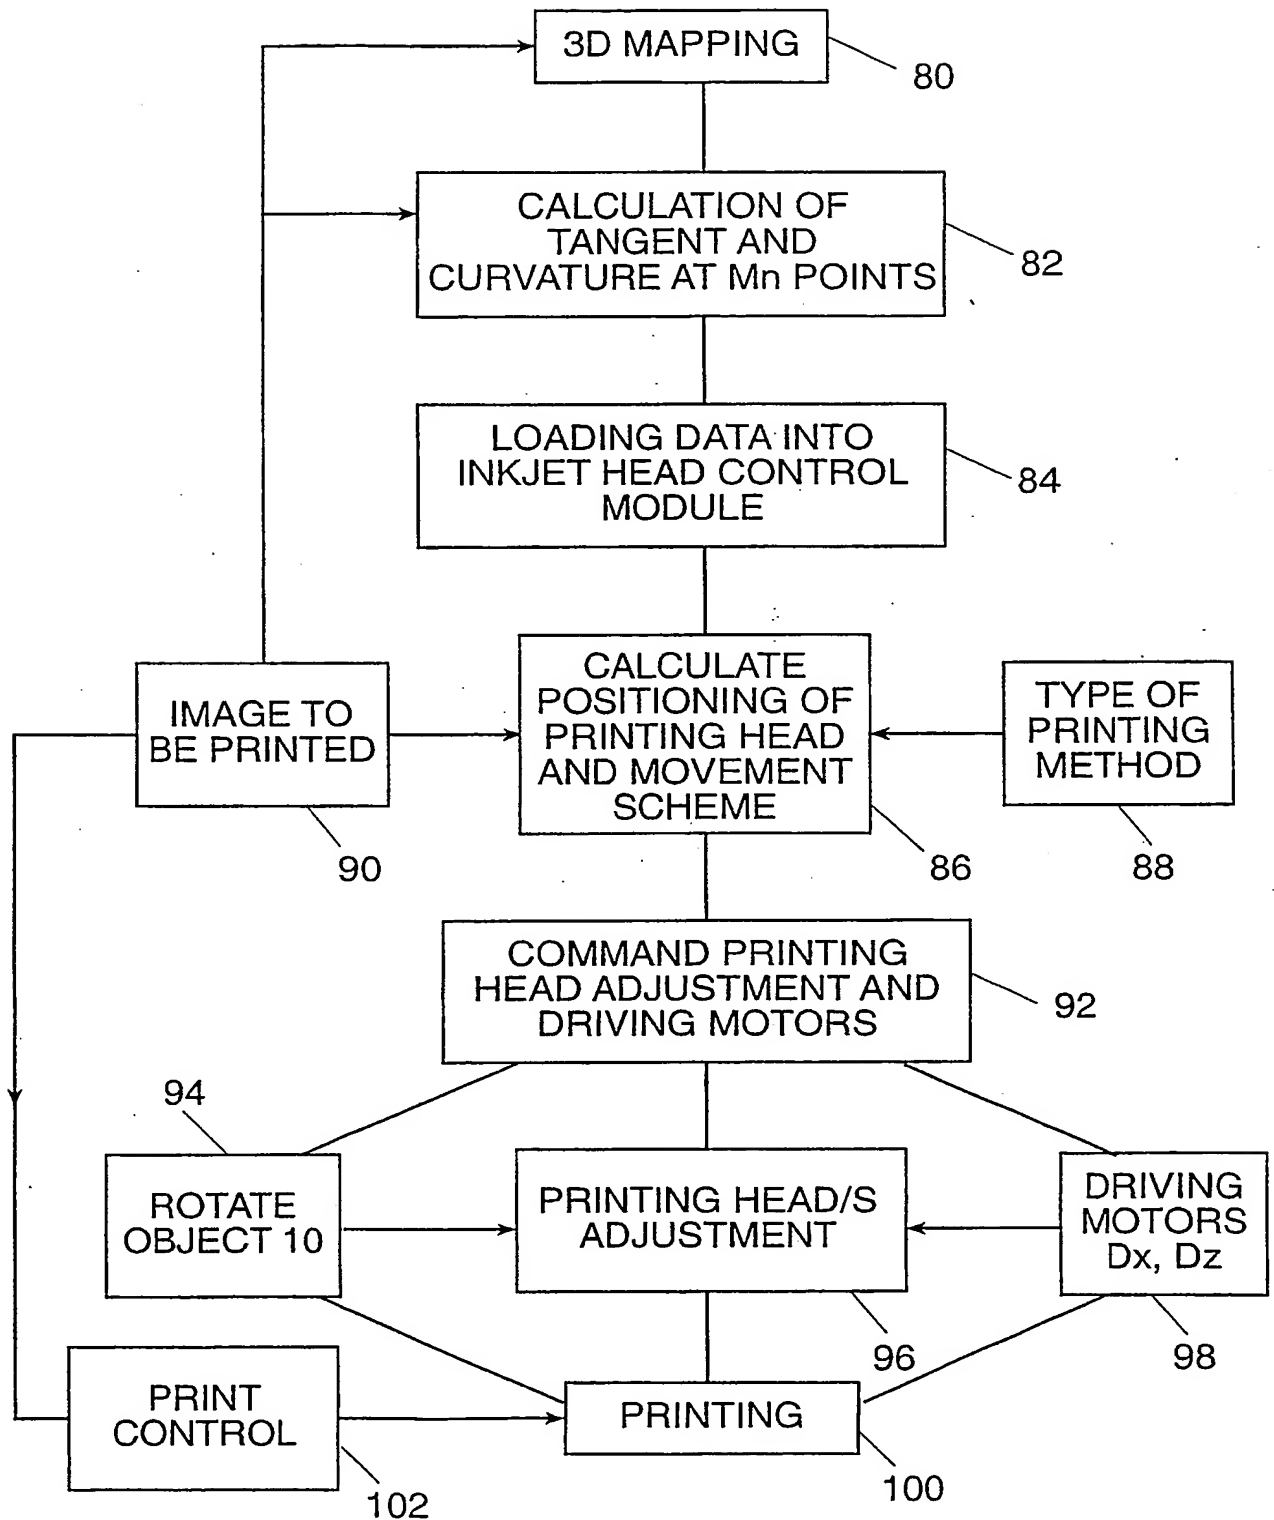 3D MAPPING
80
CALCULATION OF
TANGENT AND
CURVATURE AT Mn POINTS
82
LOADING DATA INTO
INKJET HEAD CONTROL
MODULE
84
IMAGE TO
BE PRINTED
90
CALCULATE
POSITIONING OF
PRINTING HEAD
AND MOVEMENT
SCHEME
86
TYPE OF
PRINTING
METHOD
88
COMMAND PRINTING
HEAD ADJUSTMENT AND
DRIVING MOTORS
92
94
ROTATE
OBJECT 10
PRINTING HEAD/S
ADJUSTMENT
96
DRIVING
MOTORS
Dx, Dz
98
PRINT
CONTROL
102
PRINTING
100